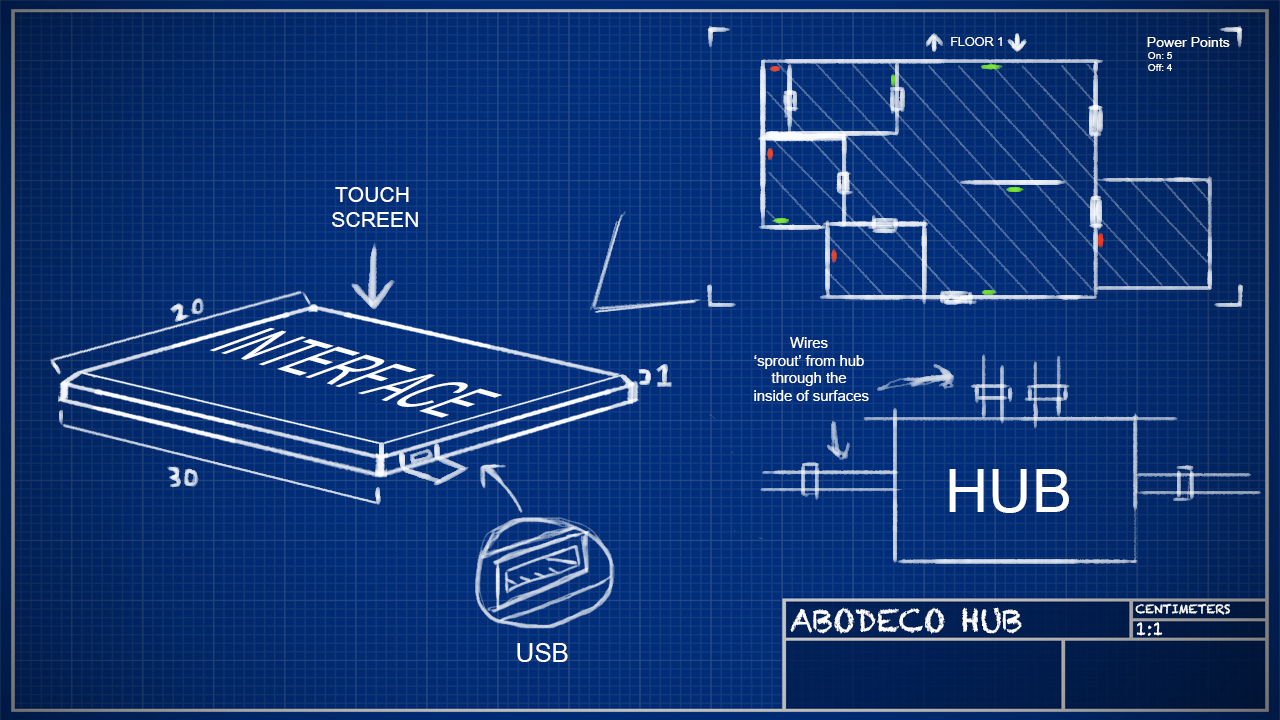 FLOOR 1
Power Points
On: 5
Off: 4
TOUCH
SCREEN
20
IINTERFACE
1
30
USB
Wires
‘sprout’ from hub
through the
inside of surfaces
HUB
ABODECO HUB
CENTIMETERS
1:1